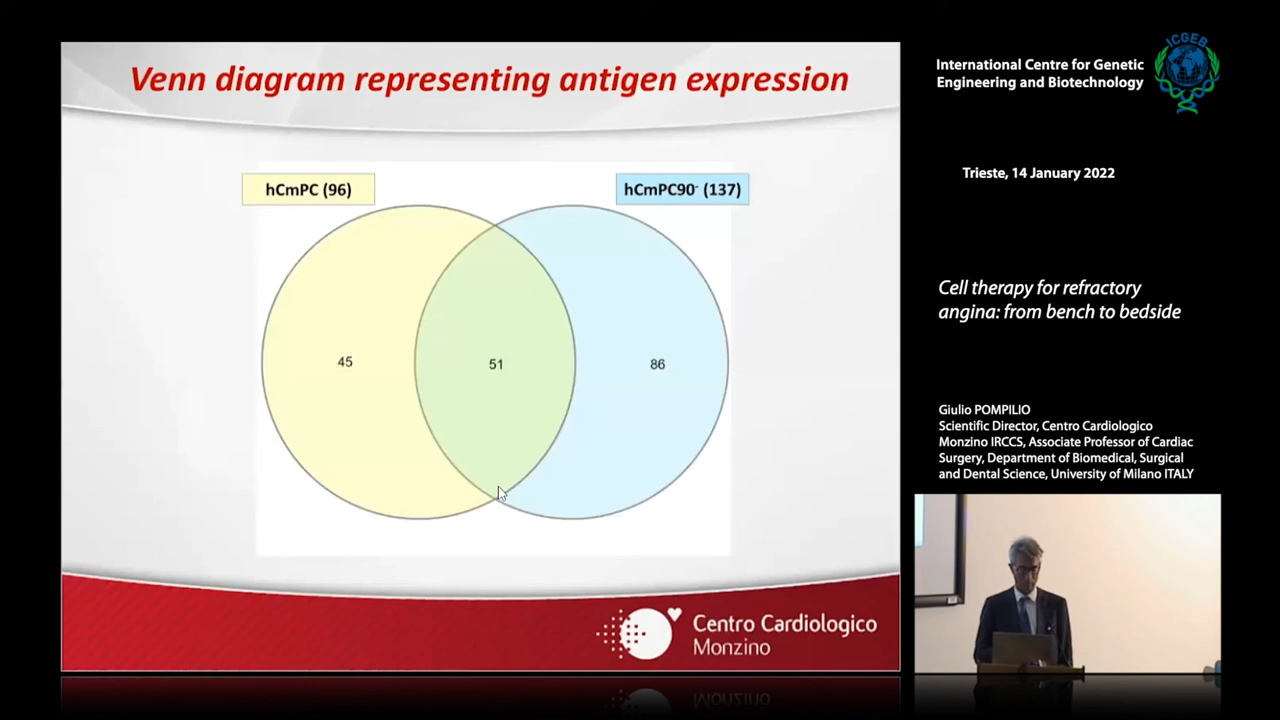 Venn diagram representing antigen expression
hCmPC (96)
hCmPC90⁻ (137)
45
51
86
Centro Cardiologico
Monzino
ICGEB
International Centre for Genetic
Engineering and Biotechnology
Trieste, 14 January 2022
Cell therapy for refractory
angina: from bench to bedside
Giulio POMPILIO
Scientific Director, Centro Cardiologico
Monzino IRCCS, Associate Professor of Cardiac
Surgery, Department of Biomedical, Surgical
and Dental Science, University of Milano ITALY